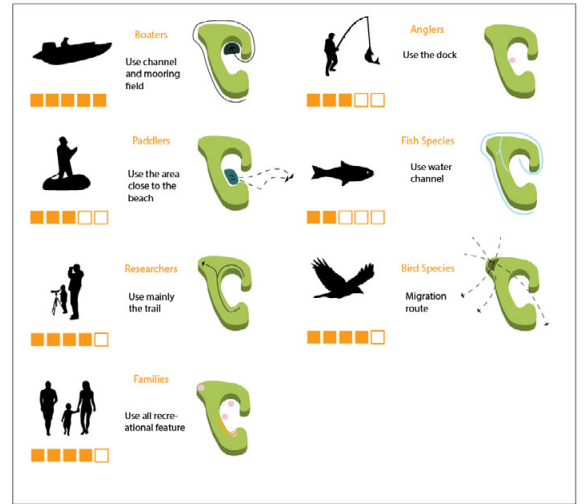 Boaters
Use channel
and mooring
field
Anglers
Use the dock
Paddlers
Use the area
close to the
beach
Fish Species
Use water
channel
Researchers
Use mainly
the trail
Bird Species
Migration
route
Families
Use all recre-
ational feature